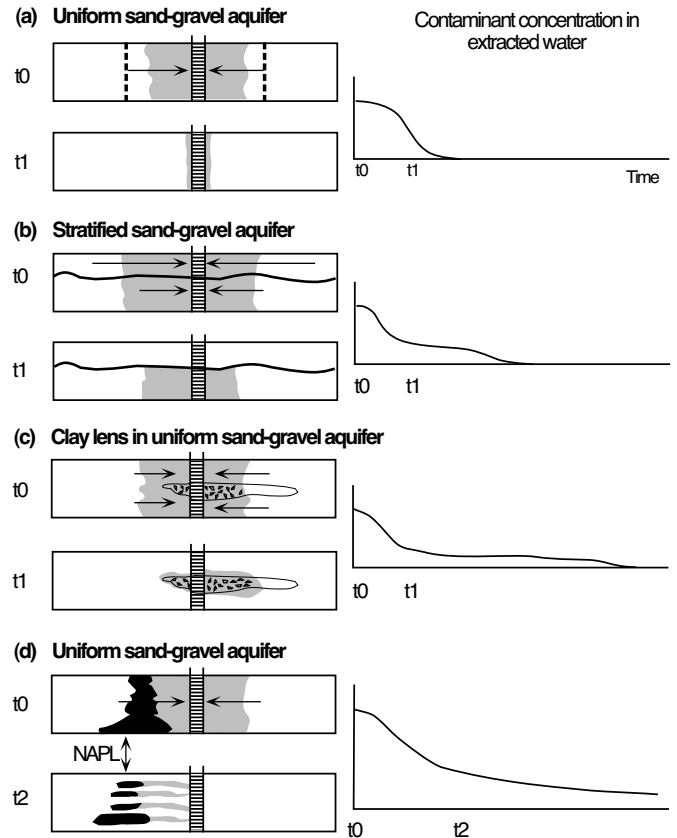 (a) Uniform sand-gravel aquifer
Contaminant concentration in
extracted water
t0
t1
t0 t1 Time
(b) Stratified sand-gravel aquifer
t0
t1
t0 t1
(c) Clay lens in uniform sand-gravel aquifer
t0
t1
t0 t1
(d) Uniform sand-gravel aquifer
t0
NAPL
t2
t0 t2